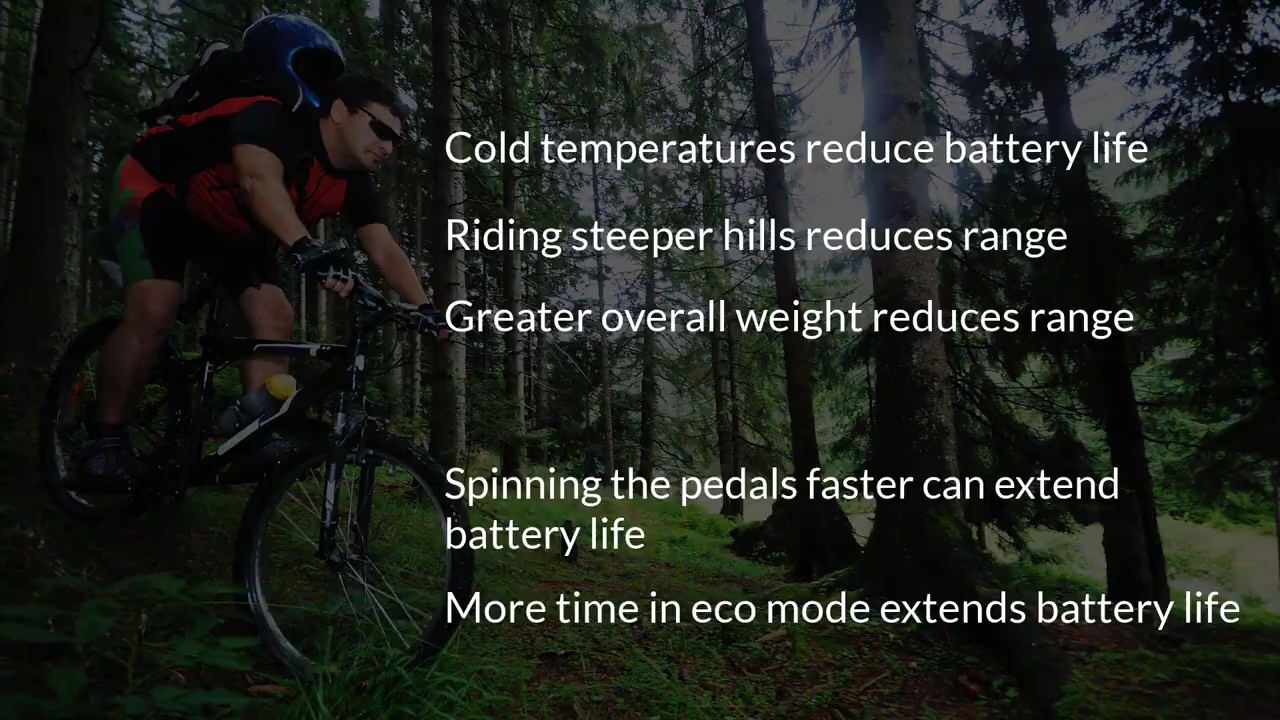 Cold temperatures reduce battery life
Riding steeper hills reduces range
Greater overall weight reduces range
Spinning the pedals faster can extend
battery life
More time in eco mode extends battery life